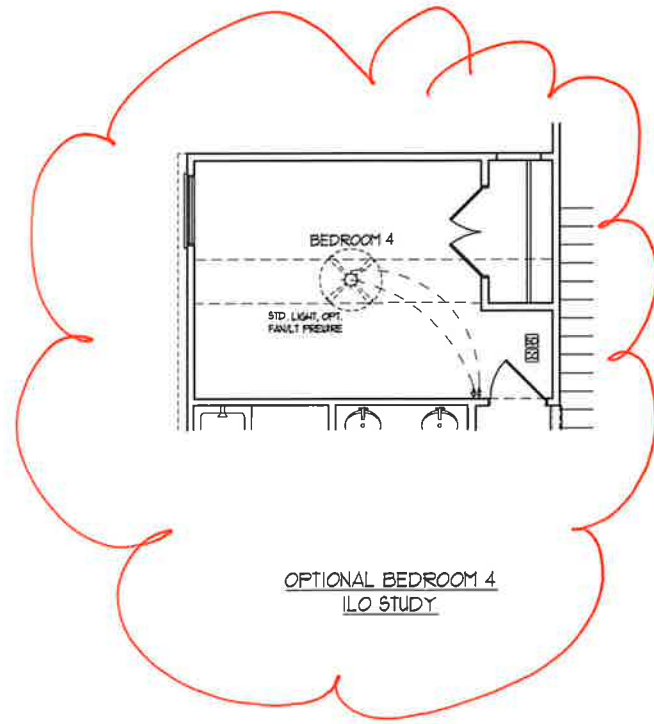 BEDROOM 4
STD. LIGHT, OPT.
FAN/LT PREWIRE
OPTIONAL BEDROOM 4
ILO STUDY